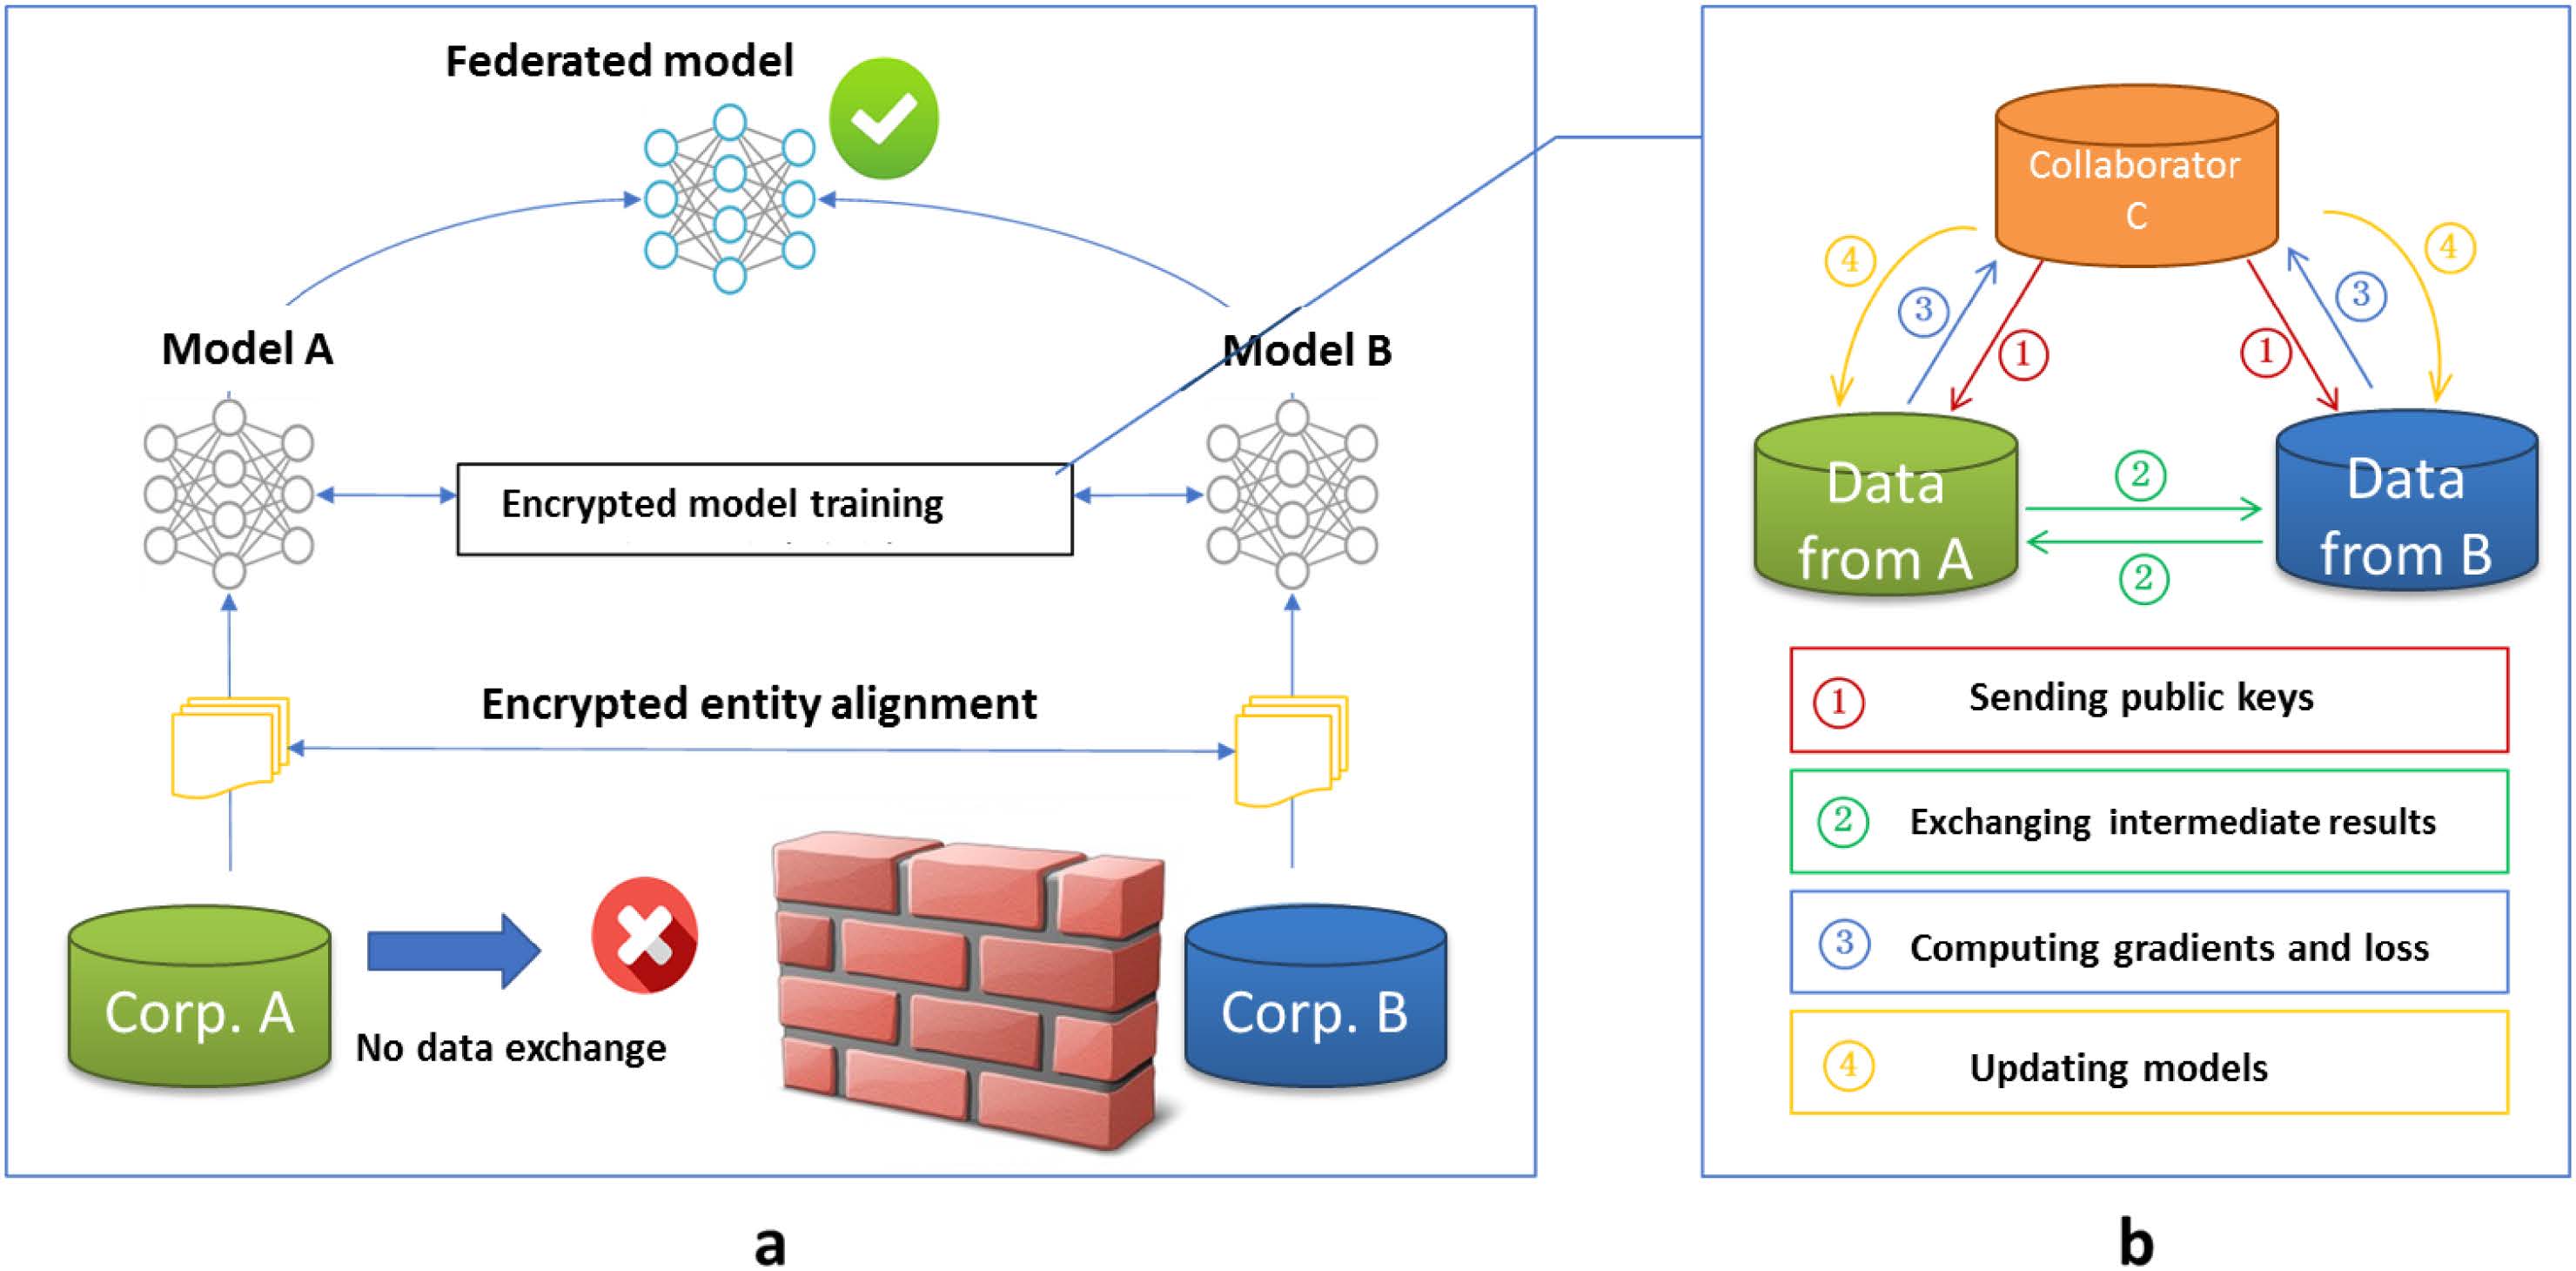 Federated model
Model A
Model B
Encrypted model training
Encrypted entity alignment
Corp. A
No data exchange
Corp. B
a
Collaborator
C
4
3
1
1
3
4
Data
from A
2
2
Data
from B
1 Sending public keys
2 Exchanging intermediate results
3 Computing gradients and loss
4 Updating models
b